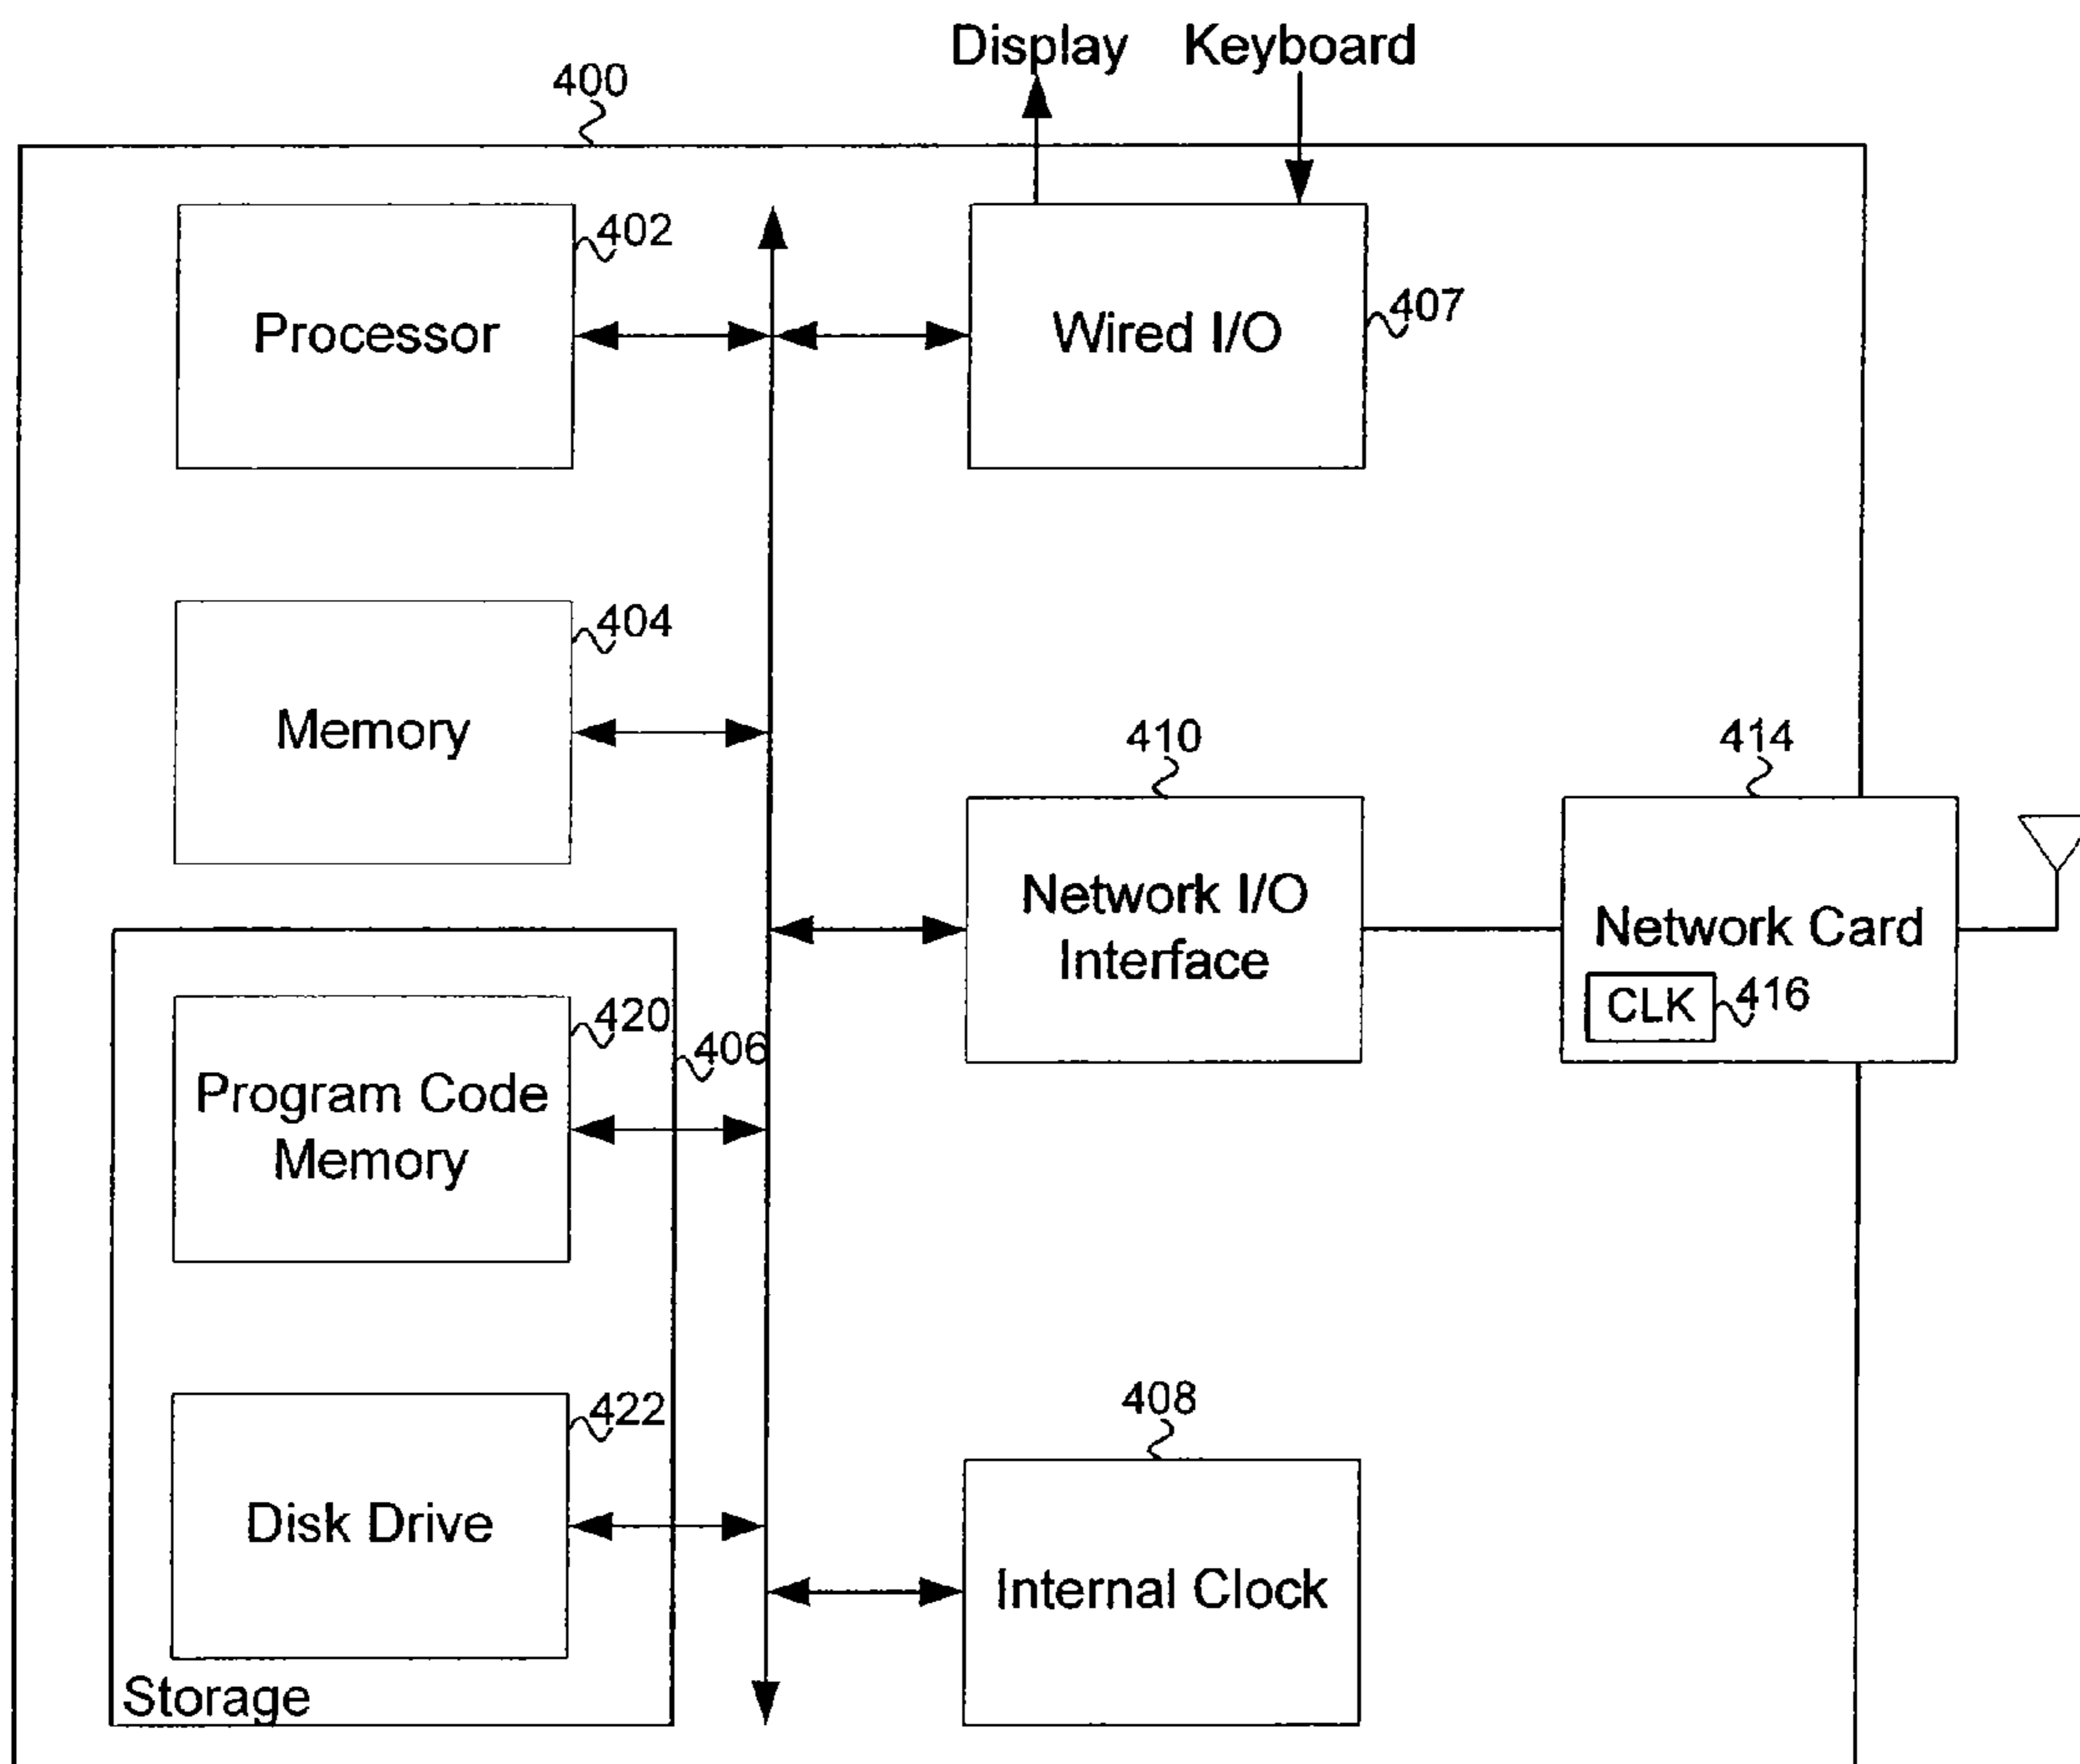 Display Keyboard
400
402
Processor
Wired I/O
407
404
Memory
410
414
Network I/O
Interface
Network Card
CLK
416
420
406
Program Code
Memory
422
408
Disk Drive
Internal Clock
Storage